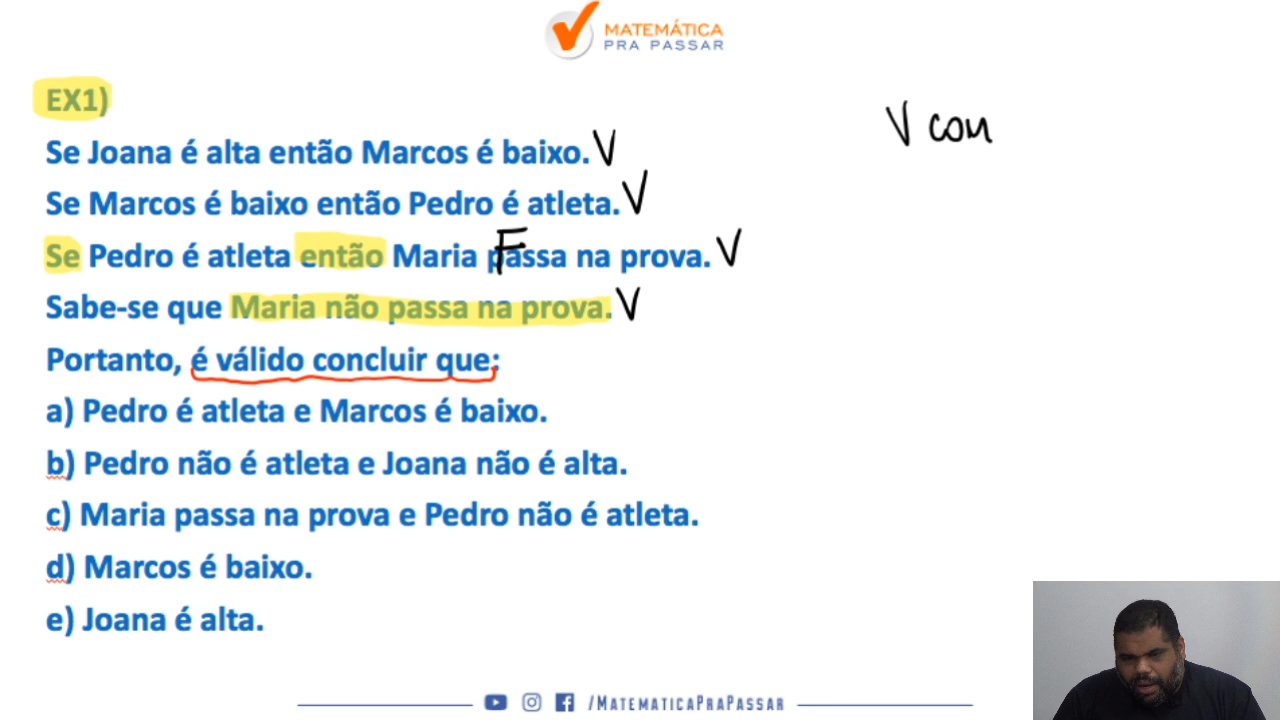 MATEMÁTICA
PRA PASSAR
EX1)
V com
Se Joana é alta então Marcos é baixo. V
Se Marcos é baixo então Pedro é atleta. V
F
Se Pedro é atleta então Maria passa na prova. V
Sabe-se que Maria não passa na prova. V
Portanto, é válido concluir que:
a) Pedro é atleta e Marcos é baixo.
b) Pedro não é atleta e Joana não é alta.
c) Maria passa na prova e Pedro não é atleta.
d) Marcos é baixo.
e) Joana é alta.
/MATEMATICAPRAPASSAR